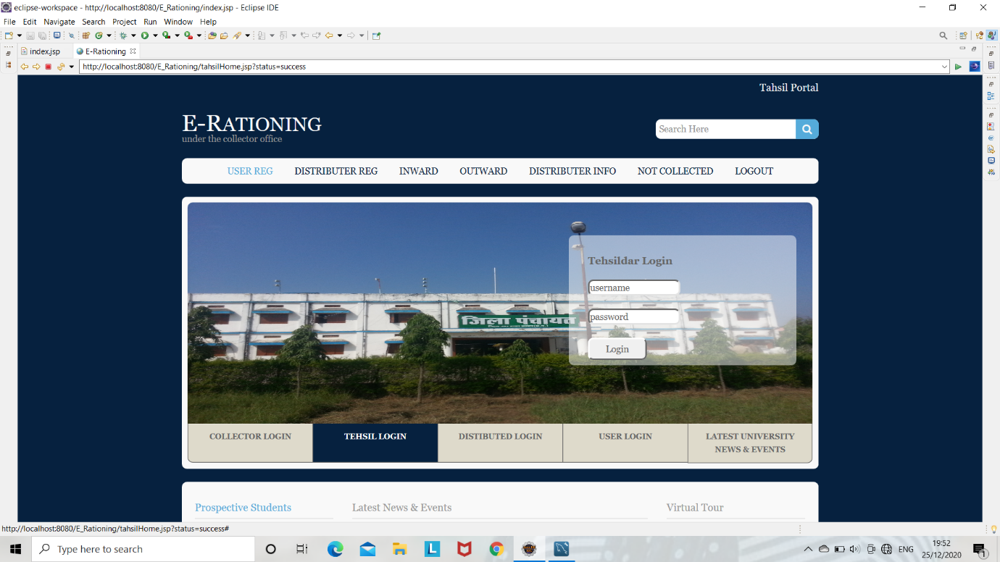 eclipse-workspace - http://localhost:8080/E_Rationing/index.jsp - Eclipse IDE
File Edit Navigate Search Project Run Window Help
index.jsp E-Rationing
http://localhost:8080/E_Rationing/tahsilHome.jsp?status=success
Tahsil Portal
E-RATIONING
under the collector office
Search Here
USER REG DISTRIBUTER REG INWARD OUTWARD DISTRIBUTER INFO NOT COLLECTED LOGOUT
Tehsildar Login
username
password
Login
जिला पंचायत
COLLECTOR LOGIN TEHSIL LOGIN DISTIBUTED LOGIN USER LOGIN LATEST UNIVERSITY
NEWS & EVENTS
Prospective Students Latest News & Events Virtual Tour
http://localhost:8080/E_Rationing/tahsilHome.jsp?status=success#
Type here to search
ENG
19:52
25/12/2020
1